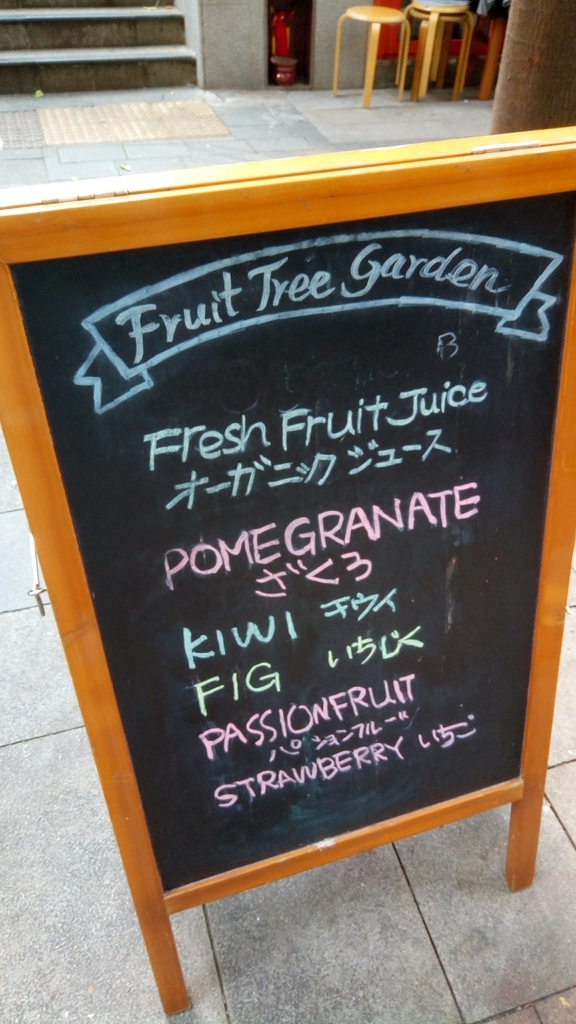 Fruit Tree Garden
B
Fresh Fruit Juice
オーガニック ジュース
POMEGRANATE
ざくろ
KIWI キウイ
FIG いちじく
PASSIONFRUIT
パションフルード
STRAWBERRY いちご